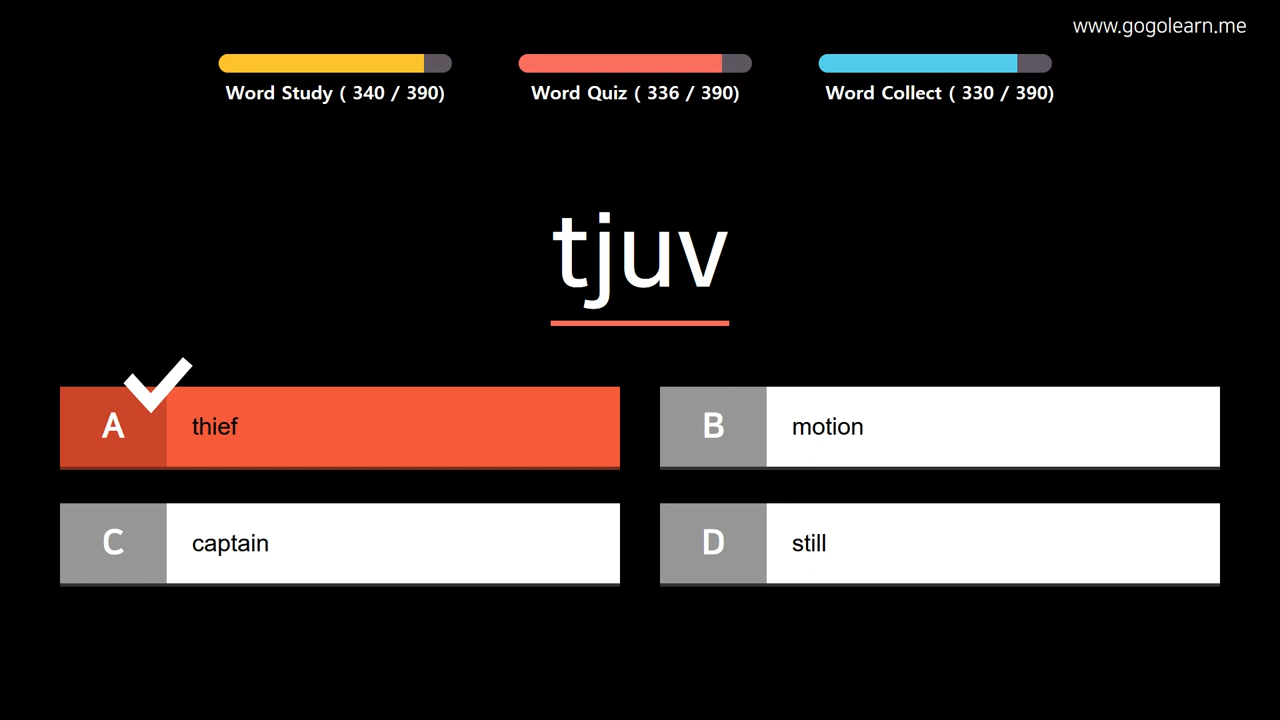 www.gogolearn.me
Word Study ( 340 / 390)
Word Quiz ( 336 / 390)
Word Collect ( 330 / 390)
tjuv
A thief
B motion
C captain
D still